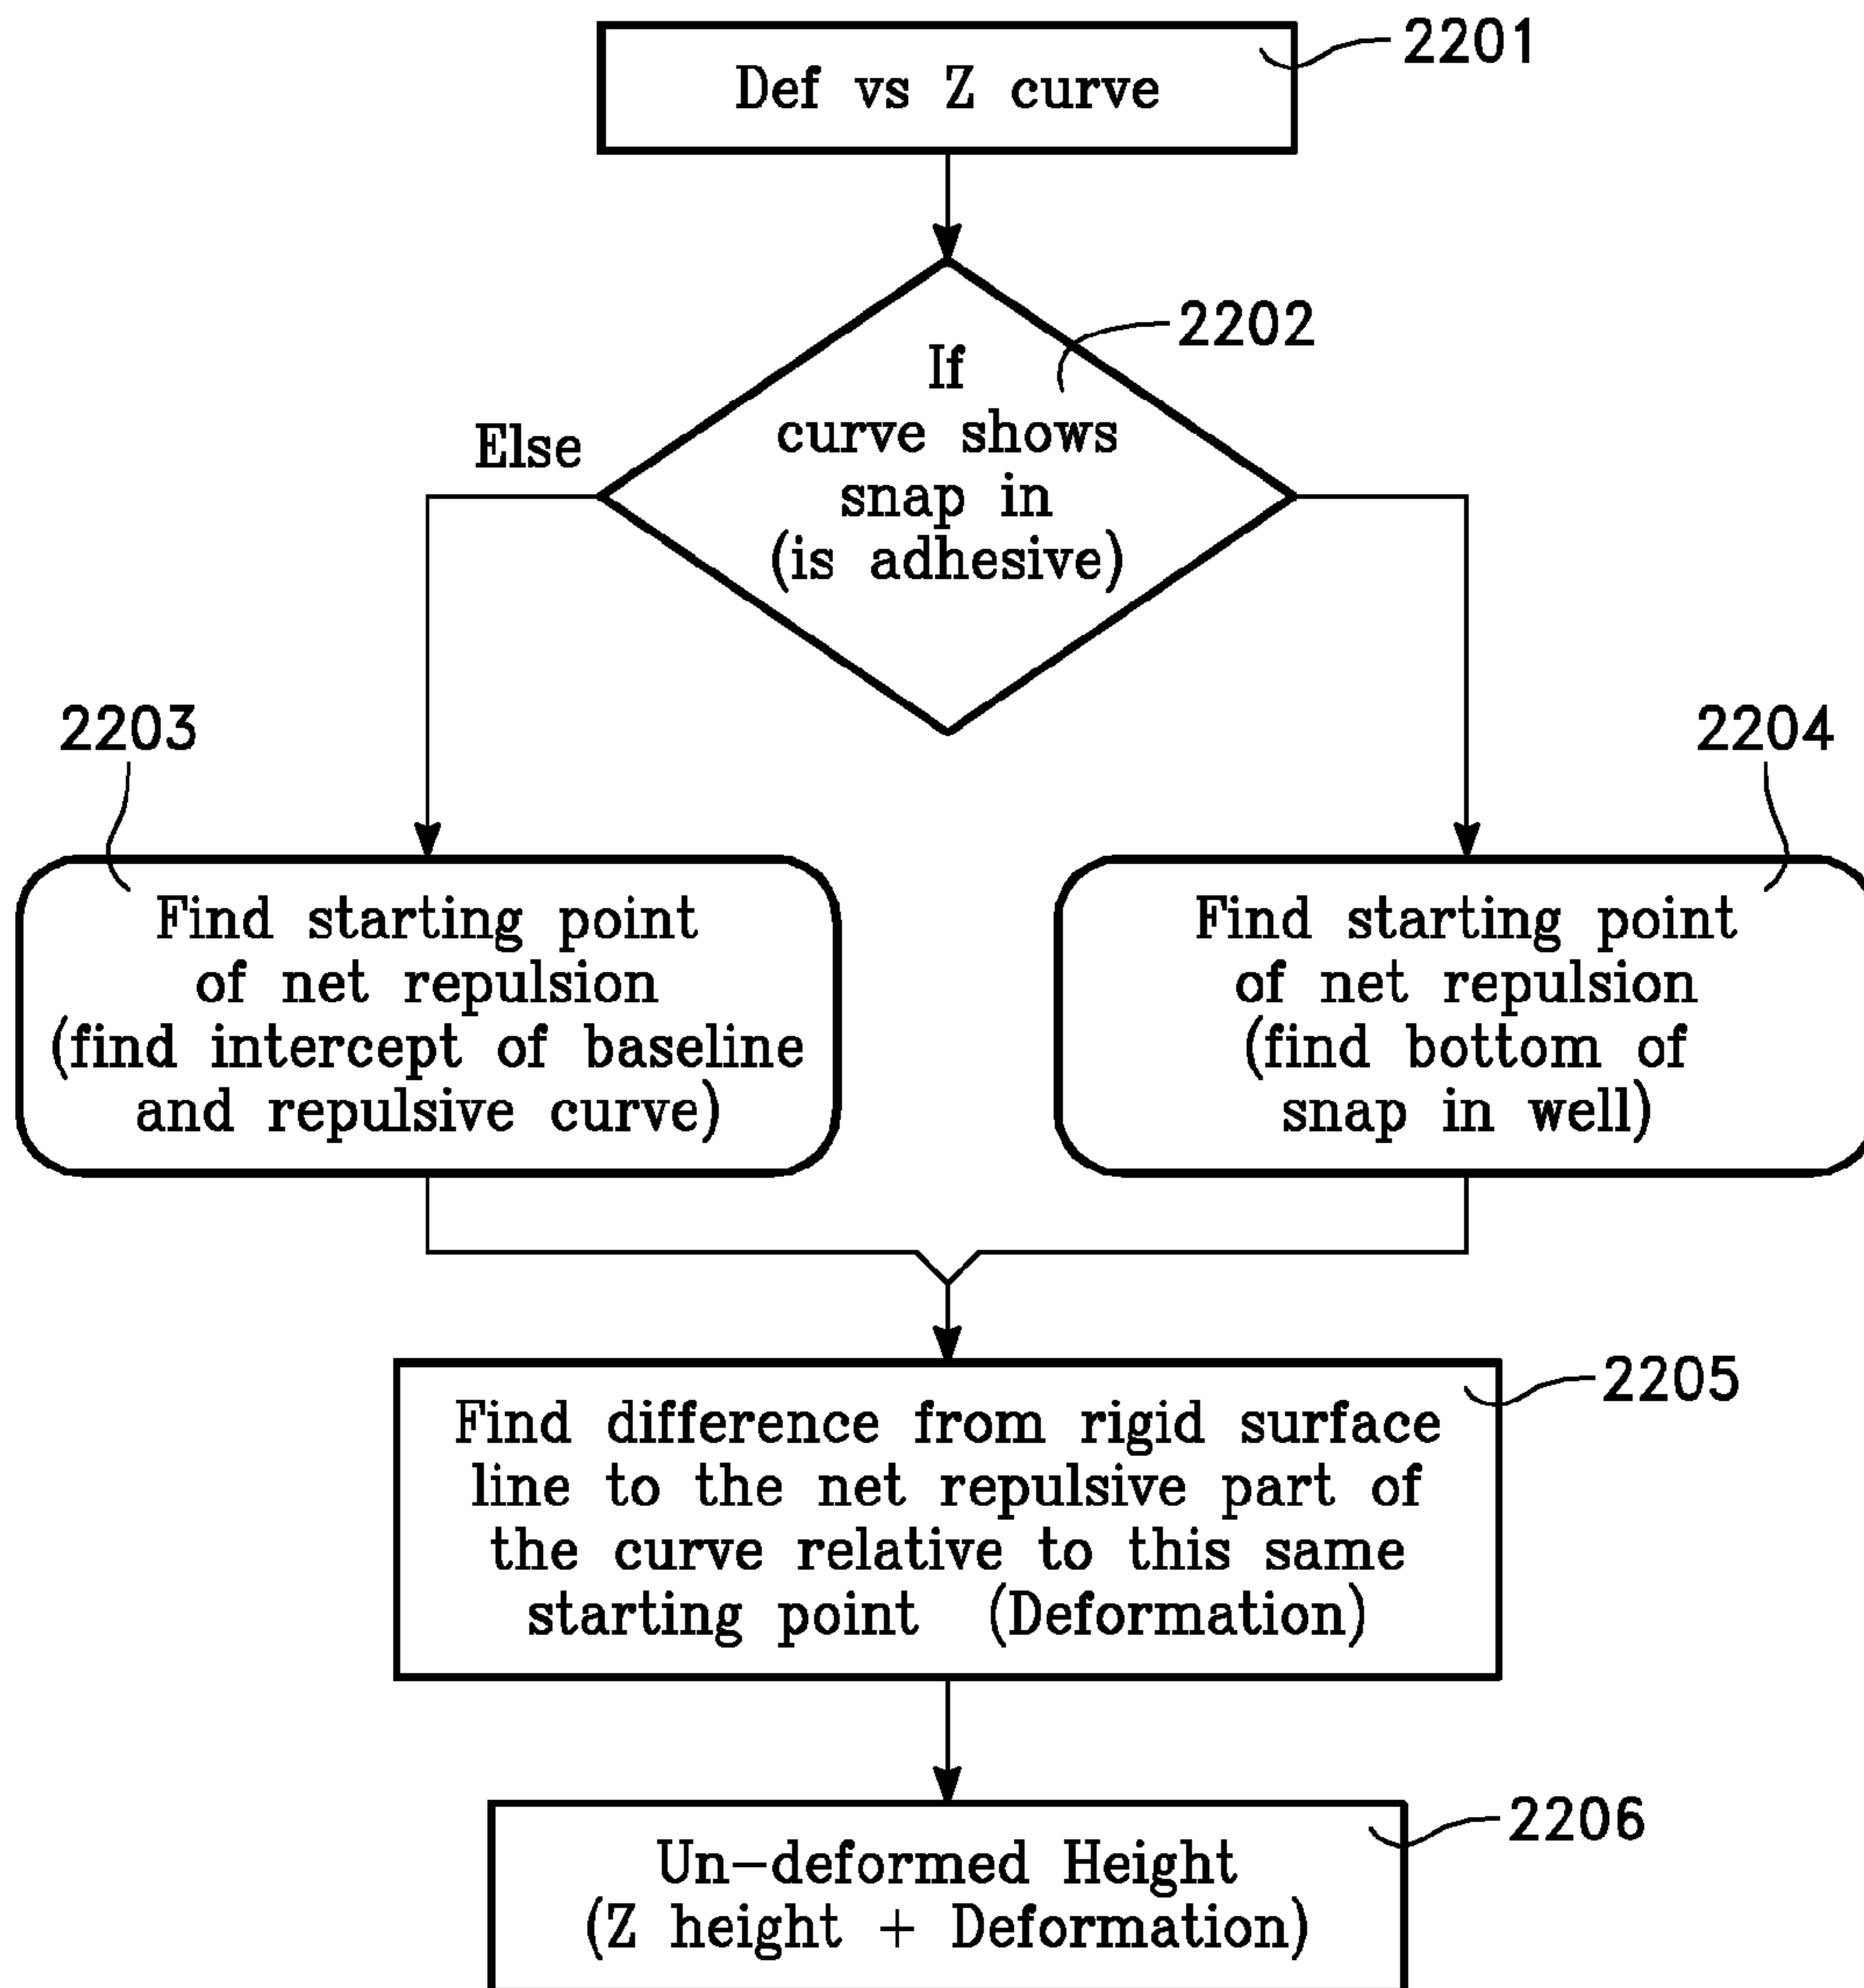 2201
Def vs Z curve
2202
If
curve shows
snap in
(is adhesive)
Else
2203
2204
Find starting point
of net repulsion
(find intercept of baseline
and repulsive curve)
Find starting point
of net repulsion
(find bottom of
snap in well)
2205
Find difference from rigid surface
line to the net repulsive part of
the curve relative to this same
starting point (Deformation)
2206
Un-deformed Height
(Z height + Deformation)